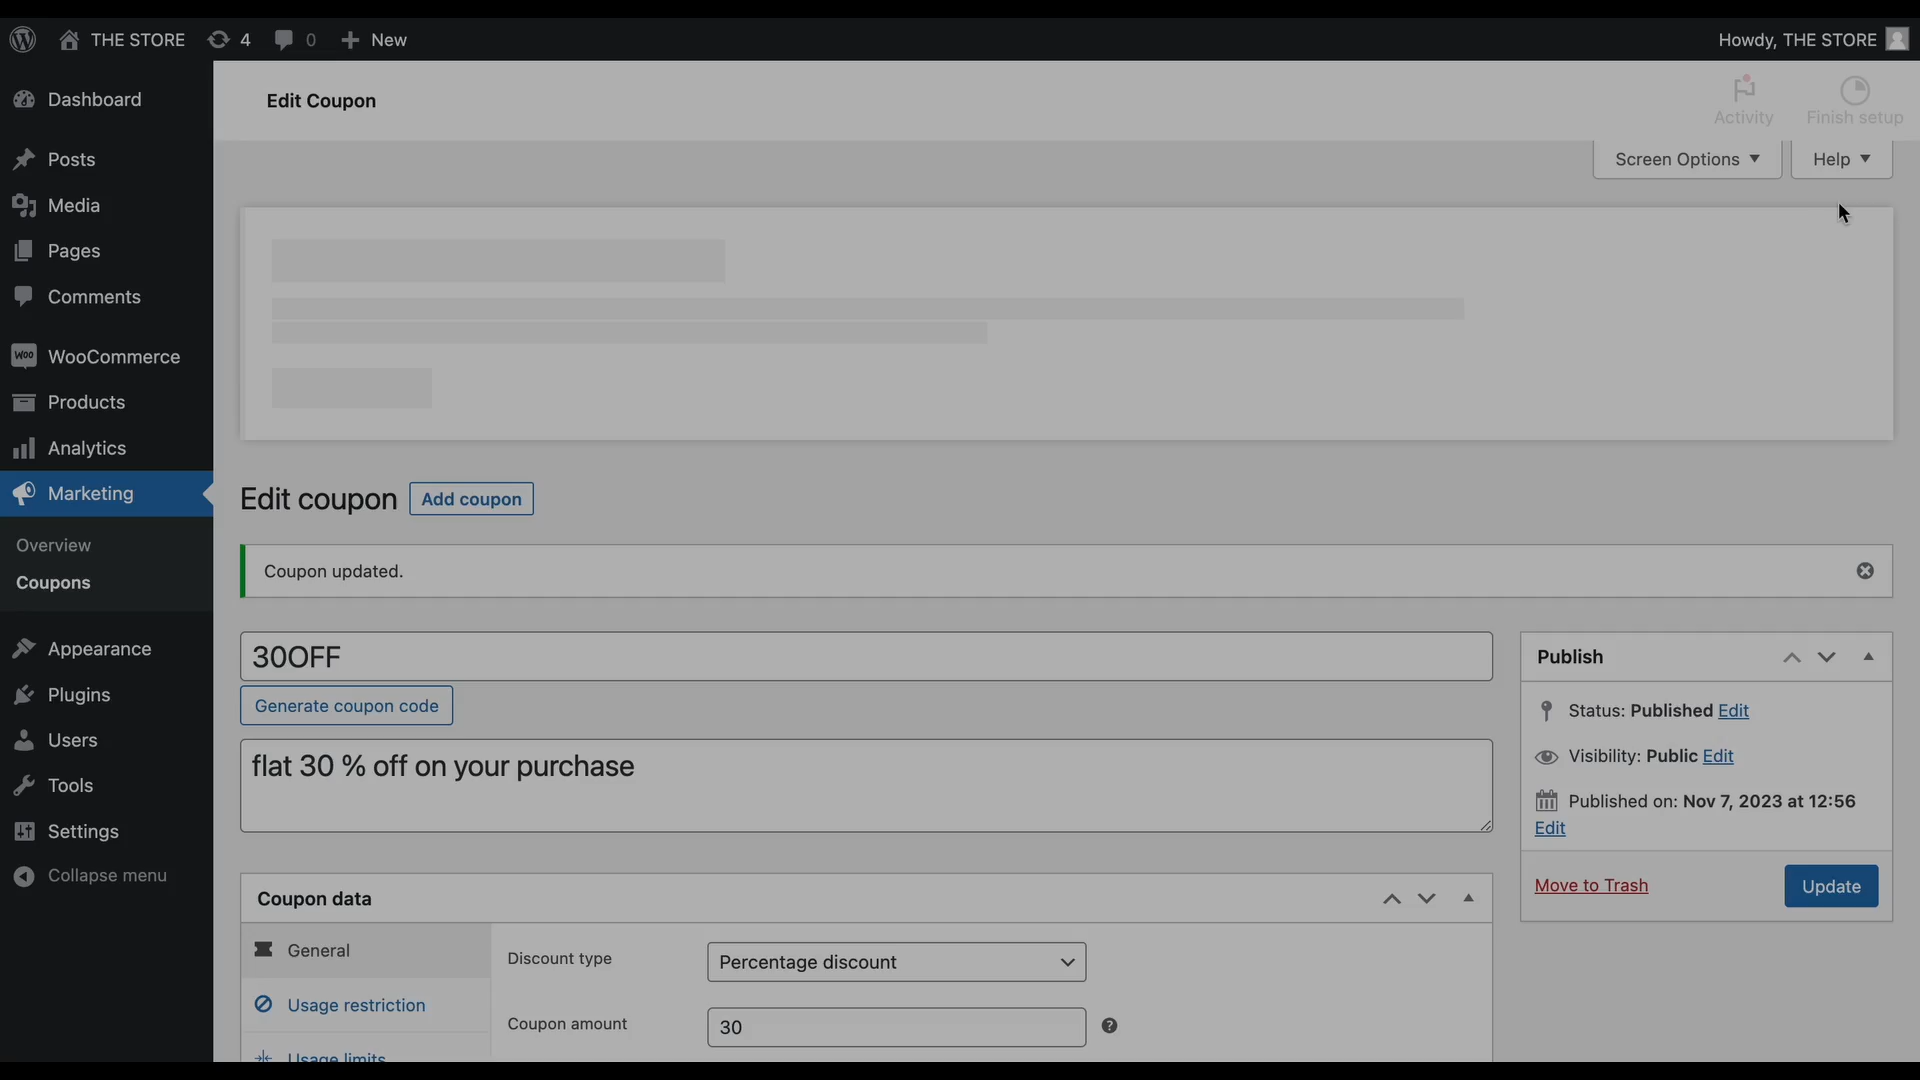 THE STORE 4 0 New Howdy, THE STORE
Dashboard
Posts
Media
Pages
Comments
Woo WooCommerce
Products
Analytics
Marketing
Overview
Coupons
Appearance
Plugins
Users
Tools
Settings
Collapse menu
Edit Coupon
Activity
Finish setup
Screen Options
Help
Edit coupon
Add coupon
Coupon updated.
30OFF
Generate coupon code
flat 30 % off on your purchase
Coupon data
General
Usage restriction
Usage limits
Discount type
Percentage discount
Coupon amount
30
?
Publish
Status: Published Edit
Visibility: Public Edit
Published on: Nov 7, 2023 at 12:56
Edit
Move to Trash
Update